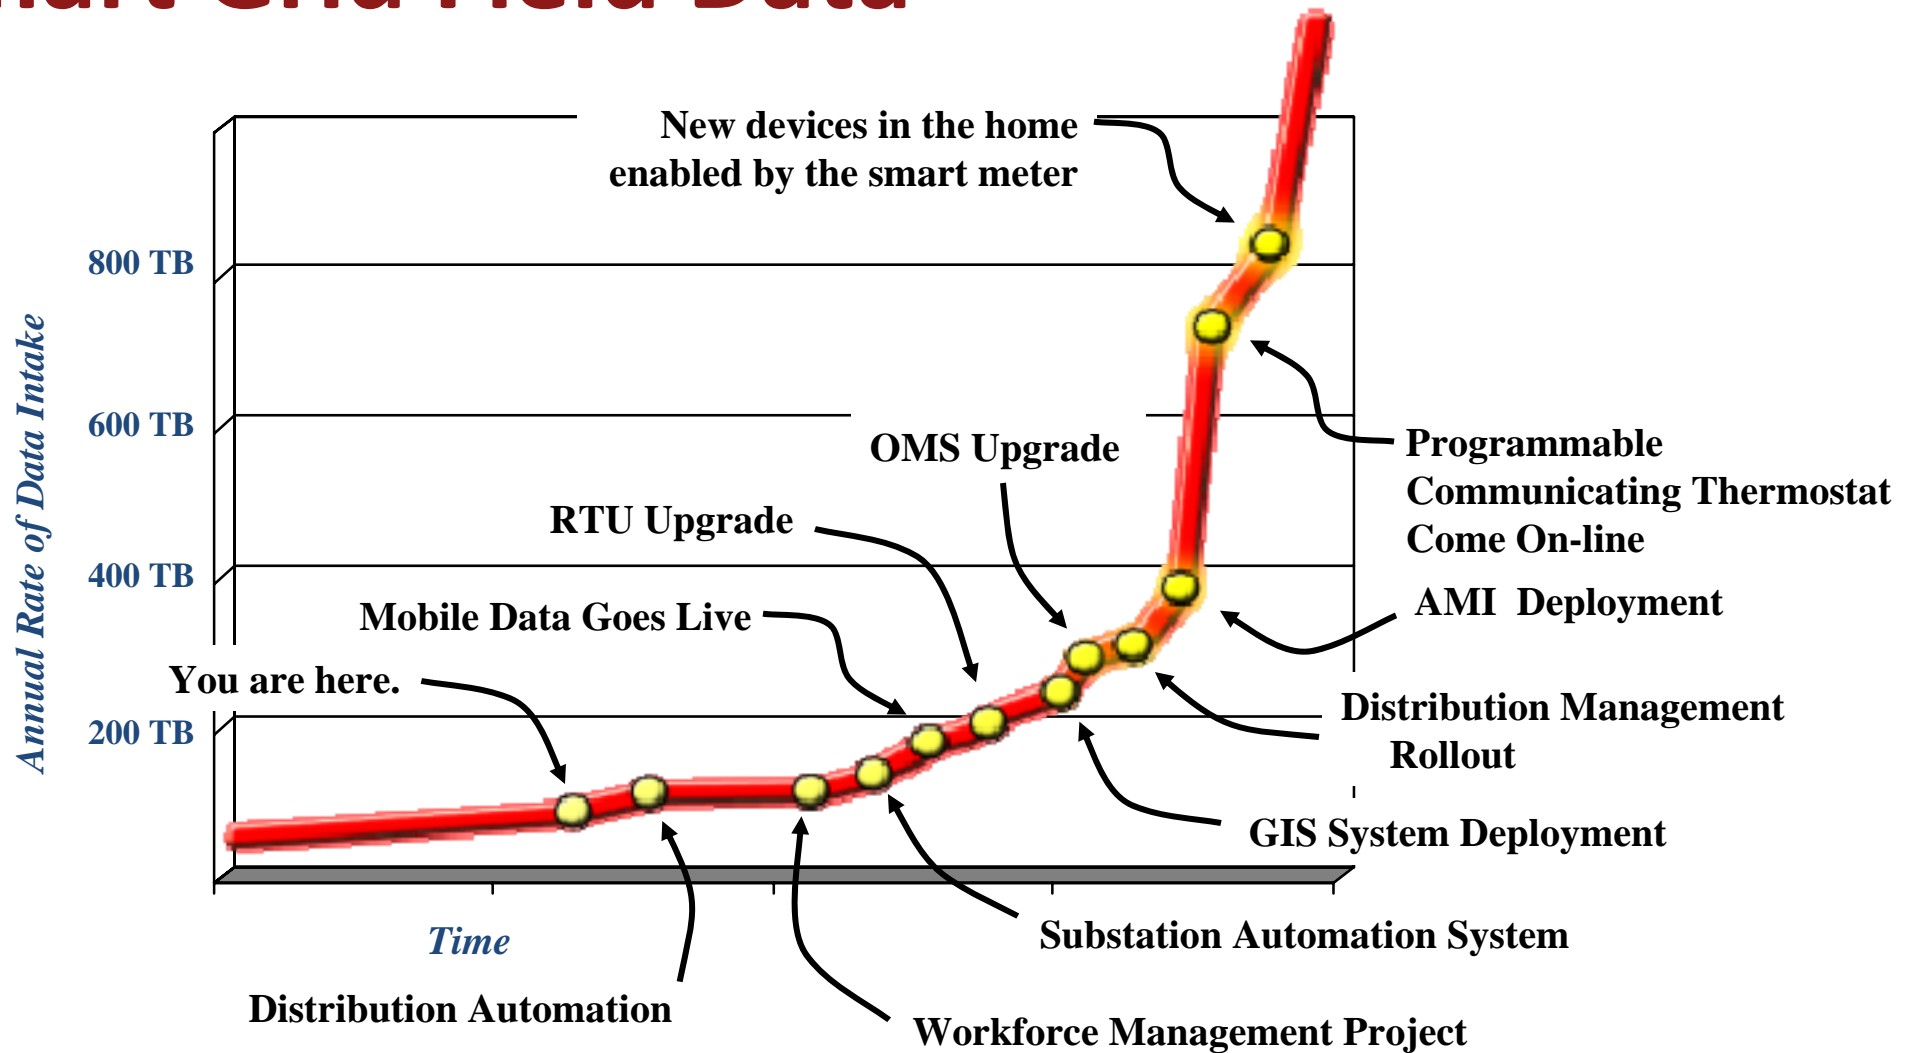 Grid Field Data
New devices in the home
enabled by the smart meter
800 TB
600 TB
400 TB
200 TB
Annual Rate of Data Intake
OMS Upgrade
Programmable
Communicating Thermostat
Come On-line
RTU Upgrade
AMI  Deployment
Mobile Data Goes Live
You are here.
Distribution Management
Rollout
GIS System Deployment
Substation Automation System
Time
Distribution Automation
Workforce Management Project